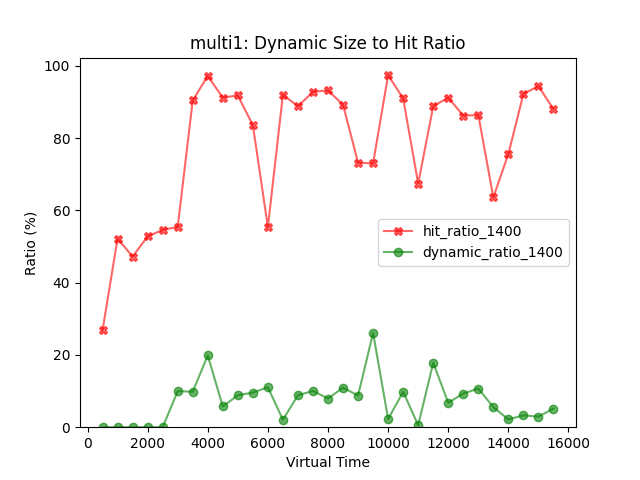 multi1: Dynamic Size to Hit Ratio
100
80
60
40
20
0
Ratio (%)
hit_ratio_1400
dynamic_ratio_1400
0 2000 4000 6000 8000 10000 12000 14000 16000
Virtual Time